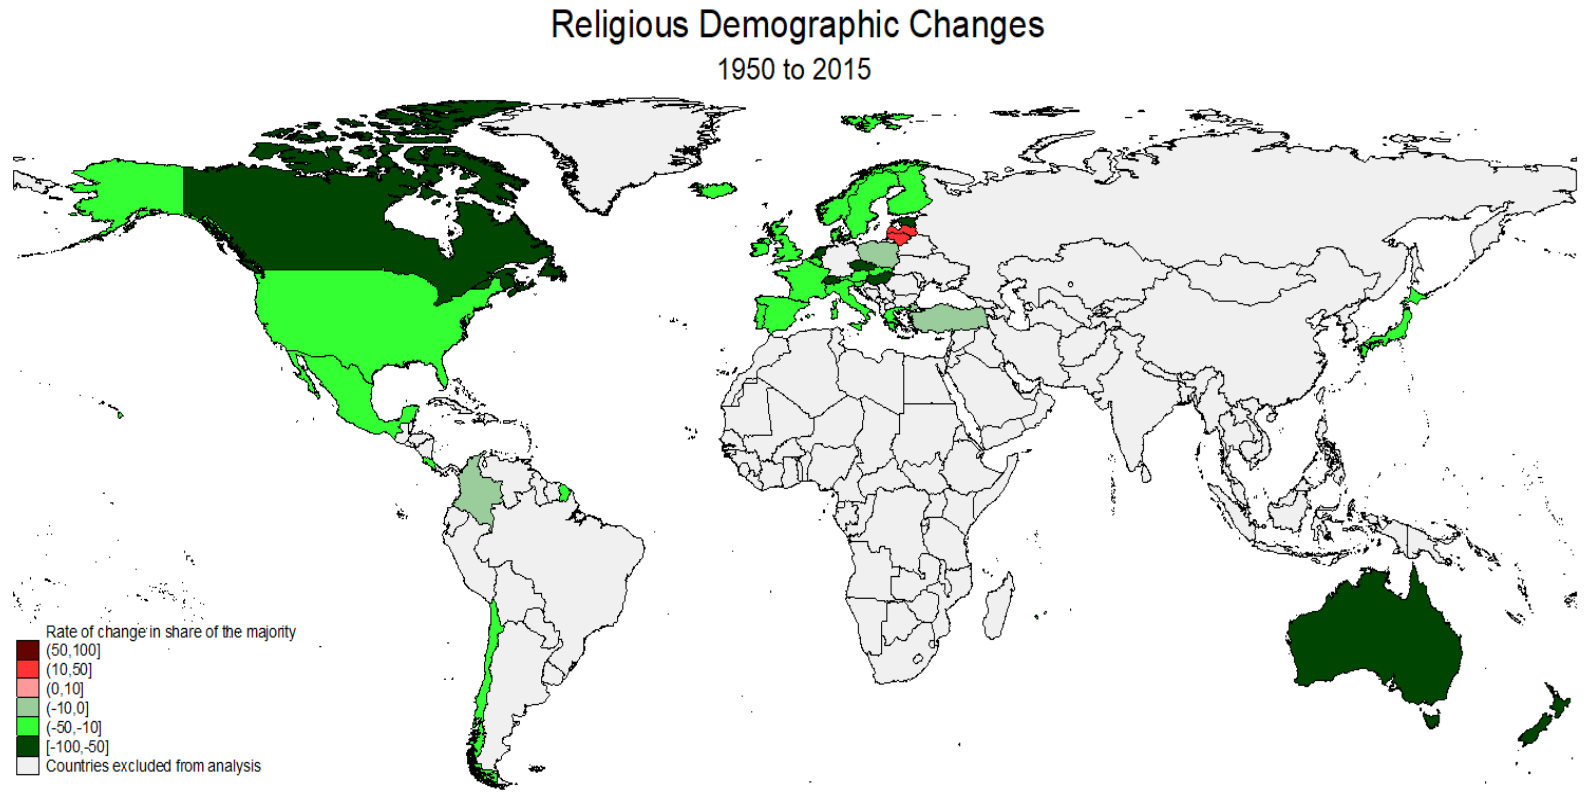 Religious Demographic Changes
1950 to 2015
Rate of change in share of the majority
(50,100]
(10,50]
(0,10]
(-10,0]
(-50,-10]
[-100,-50]
Countries excluded from analysis